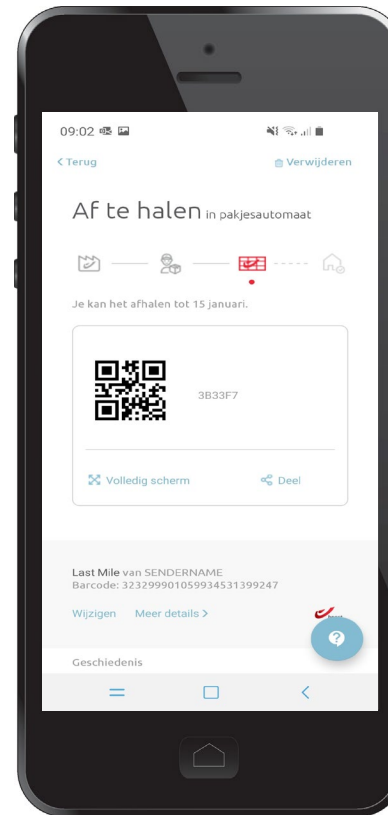 09:02
< Terug
Verwijderen
Af te halen in pakjesautomaat
Je kan het afhalen tot 15 januari.
3B33F7
Volledig scherm
Deel
Last Mile van SENDERNAME
Barcode: 323299901059934531399247
Wijzigen Meer details >
Geschiedenis